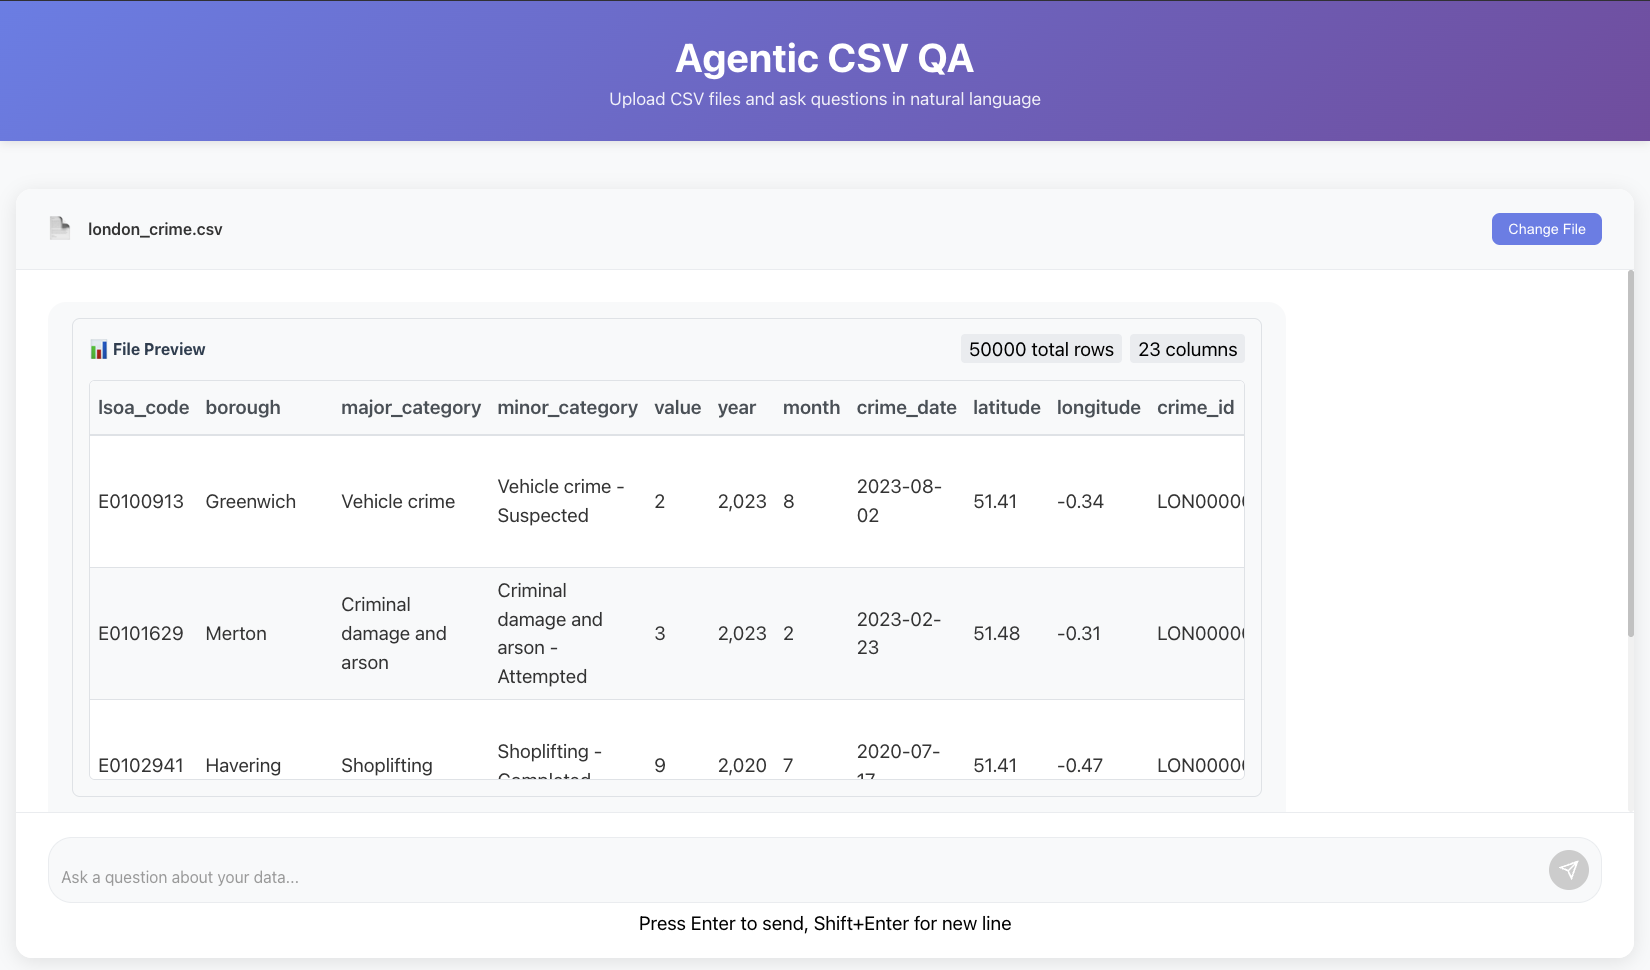 Agentic CSV QA
Upload CSV files and ask questions in natural language
london_crime.csv
Change File
File Preview
50000 total rows
23 columns
lsoa_code borough major_category minor_category value year month crime_date latitude longitude crime_id
E0100913 Greenwich Vehicle crime Vehicle crime - Suspected 2 2,023 8 2023-08-02 51.41 -0.34 LON0000
E0101629 Merton Criminal damage and arson Criminal damage and arson - Attempted 3 2,023 2 2023-02-23 51.48 -0.31 LON0000
E0102941 Havering Shoplifting Shoplifting - Completed 9 2,020 7 2020-07-17 51.41 -0.47 LON0000
Ask a question about your data...
Press Enter to send, Shift+Enter for new line